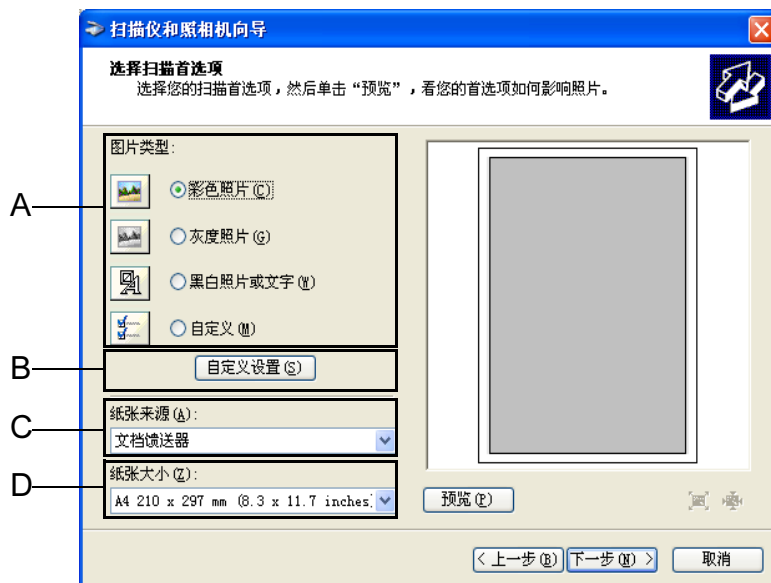 扫描仪和照相机向导
选择扫描首选项
选择您的扫描首选项，然后单击“预览”，看您的首选项如何影响照片。
图片类型:
A
彩色照片(C)
灰度照片(G)
黑白照片或文字(W)
自定义(M)
B
自定义设置(S)
纸张来源(A):
C
文档馈送器
纸张大小(Z):
D
A4 210 x 297 mm (8.3 x 11.7 inches)
预览(P)
< 上一步(B) 下一步(N) > 取消